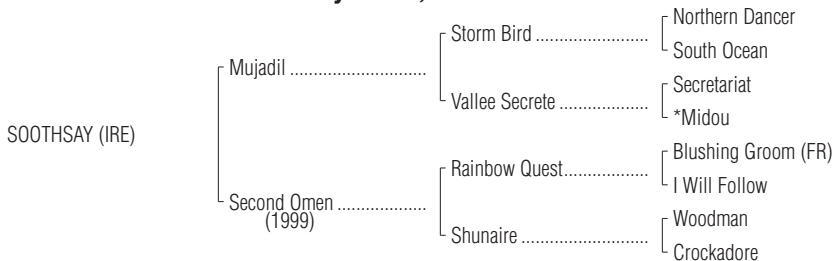 Northern Dancer
Storm Bird ........................
South Ocean
Mujadil .............................
Secretariat
Vallee Secrete ...................
*Midou
SOOTHSAY (IRE)
Blushing Groom (FR)
Rainbow Quest..................
I Will Follow
Second Omen ...................
(1999)
Woodman
Shunaire ...........................
Crockadore